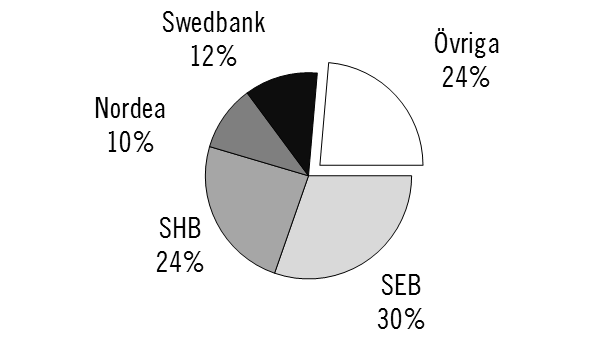 Swedbank
12%
Övriga
24%
Nordea
10%
SHB
24%
SEB
30%